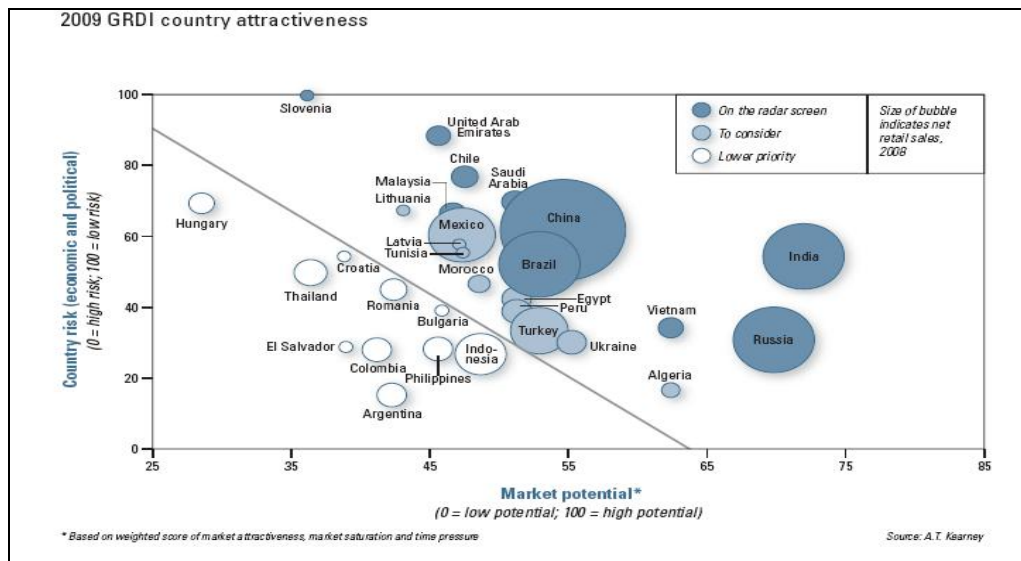 2009 GRDI country attractiveness
On the radar screen
To consider
Lower priority
Size of bubble
indicates net
retail sales,
2008
Country risk (economic and political)
(0 = high risk; 100 = low risk)
100
80
60
40
20
0
Slovenia
United Arab
Emirates
Chile
Saudi
Arabia
Malaysia
Lithuania
Mexico
China
Hungary
Latvia
Tunisia
Brazil
India
Croatia
Morocco
Thailand
Romania
Egypt
Peru
Bulgaria
Turkey
Vietnam
Russia
El Salvador
Colombia
Indo-
nesia
Ukraine
Philippines
Algeria
Argentina
25
35
45
55
65
75
85
Market potential*
(0 = low potential; 100 = high potential)
* Based on weighted score of market attractiveness, market saturation and time pressure
Source: A.T. Kearney